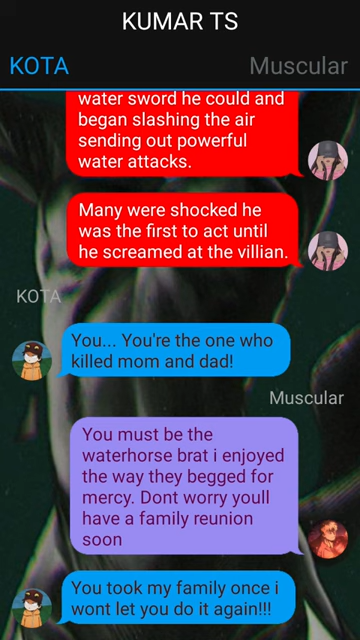 KUMAR TS
KOTA
Muscular
water sword he could and
began slashing the air
sending out powerful
water attacks.
Many were shocked he
was the first to act until
he screamed at the villian.
KOTA
You... You're the one who
killed mom and dad!
Muscular
You must be the
waterhorse brat i enjoyed
the way they begged for
mercy. Dont worry youll
have a family reunion
soon
You took my family once i
wont let you do it again!!!